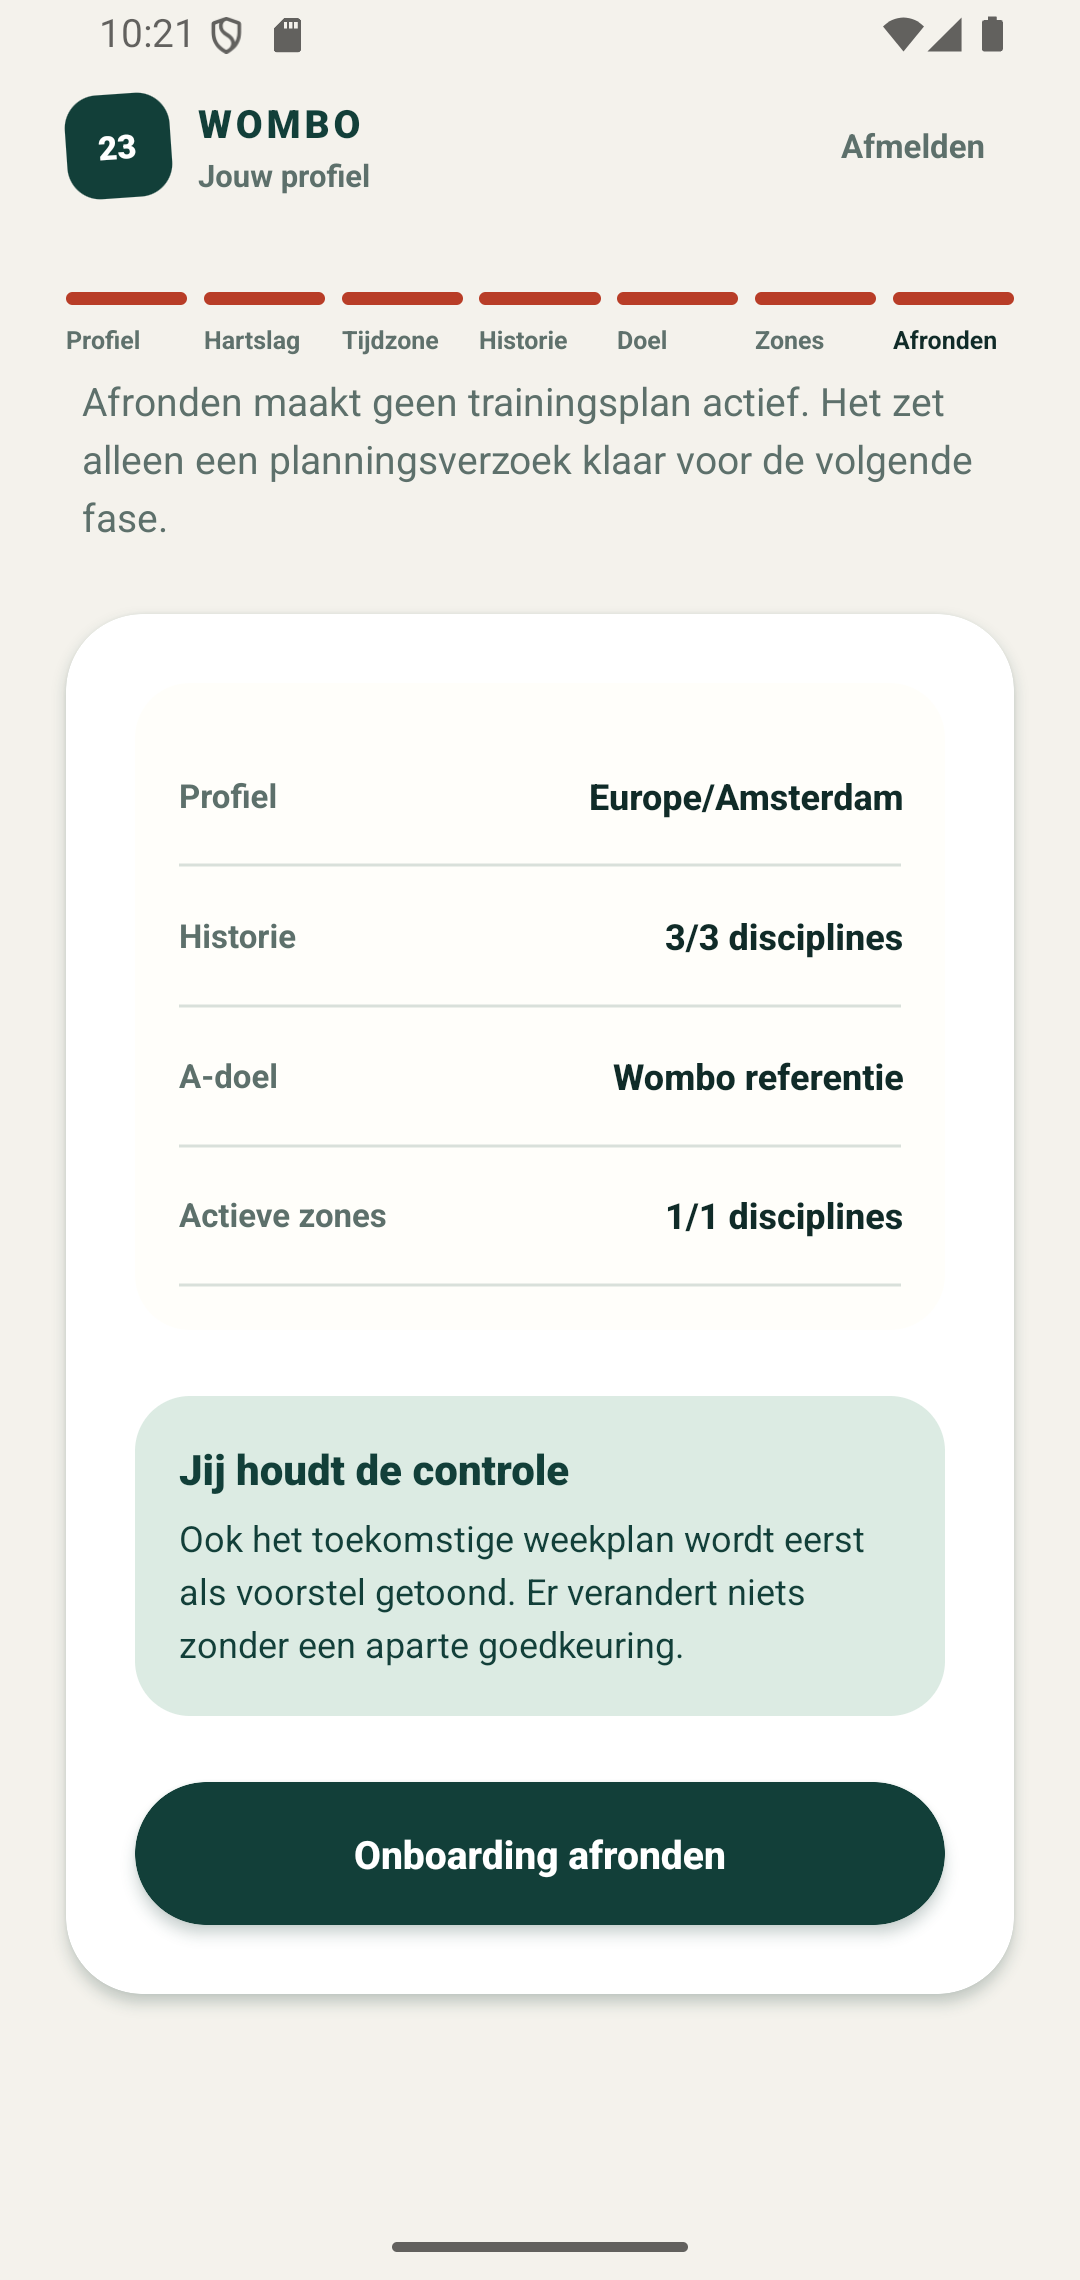 10:21
23
WOMBO
Jouw profiel
Afmelden
Profiel
Hartslag
Tijdzone
Historie
Doel
Zones
Afronden
Afronden maakt geen trainingsplan actief. Het zet
alleen een planningsverzoek klaar voor de volgende
fase.
Profiel
Europe/Amsterdam
Historie
3/3 disciplines
A-doel
Wombo referentie
Actieve zones
1/1 disciplines
Jij houdt de controle
Ook het toekomstige weekplan wordt eerst
als voorstel getoond. Er verandert niets
zonder een aparte goedkeuring.
Onboarding afronden